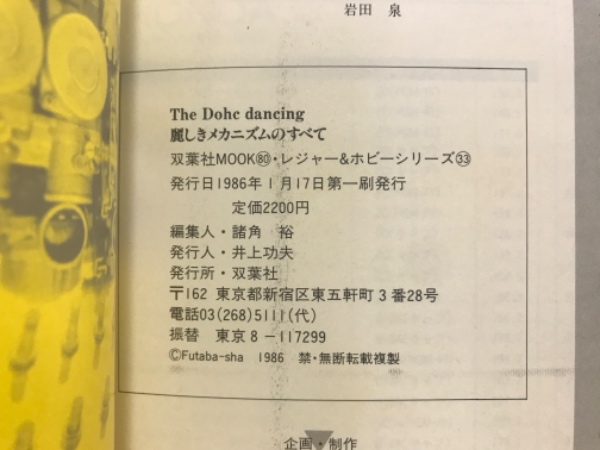 岩田　泉
The Dohc dancing
麗しきメカニズムのすべて
双葉社MOOK⑧⓪・レジャー&ホビーシリーズ㉝
発行日1986年1月17日第一刷発行
定価2200円
編集人・諸角　裕
発行人・井上功夫
発行所・双葉社
〒162 東京都新宿区東五軒町3番28号
電話03(268)5111(代)
振替　東京8-117299
©Futaba-sha 1986 禁・無断転載複製
企画・制作